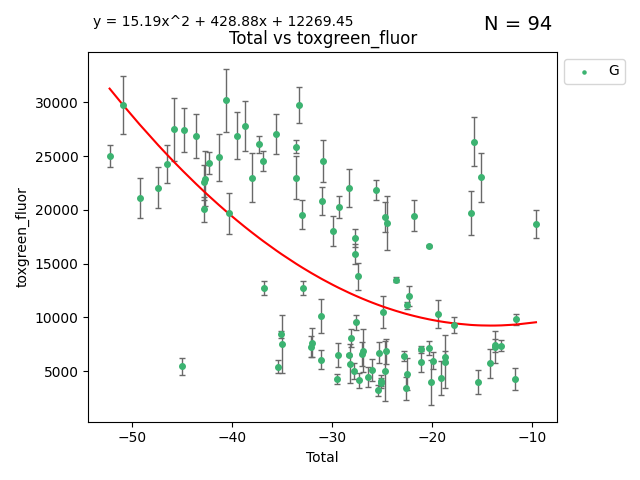 y = 15.19x^2 + 428.88x + 12269.45
N = 94
Total vs toxgreen_fluor
G
30000
25000
20000
15000
10000
5000
toxgreen_fluor
−50
−40
−30
−20
−10
Total